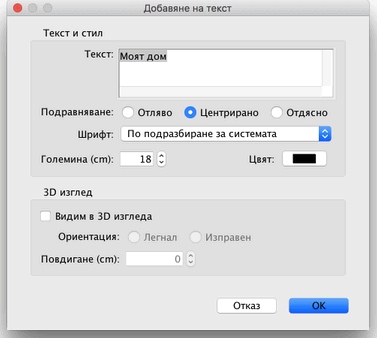 Добавяне на текст
Текст и стил
Текст: Моят дом
Подравняване: Отляво Центрирано Отдясно
Шрифт: По подразбиране за системата
Големина (cm): 18 Цвят:
3D изглед
Видим в 3D изгледа
Ориентация: Легнал Изправен
Повдигане (cm): 0
Отказ OK